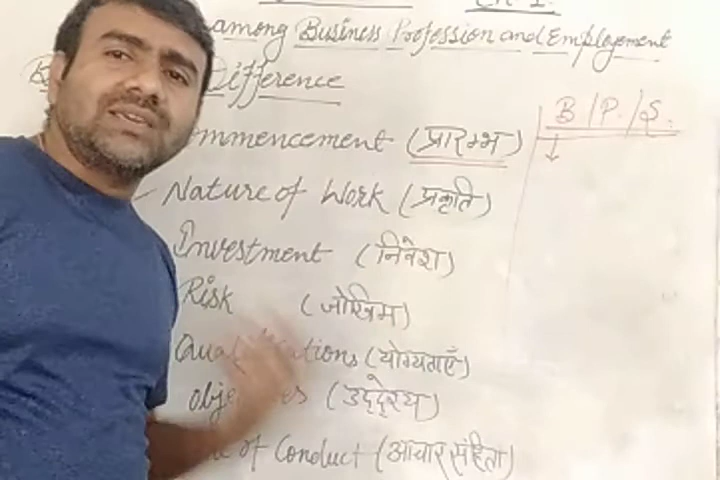 among Business Profession and Employement
Difference
B / P. / S.
mmencement (प्रारम्भ)
Nature of Work (प्रकृति)
Investment (निवेश)
Risk (जोखिम)
(योग्यताएँ)
(उद्देश्य)
of Conduct (आचार संहिता)